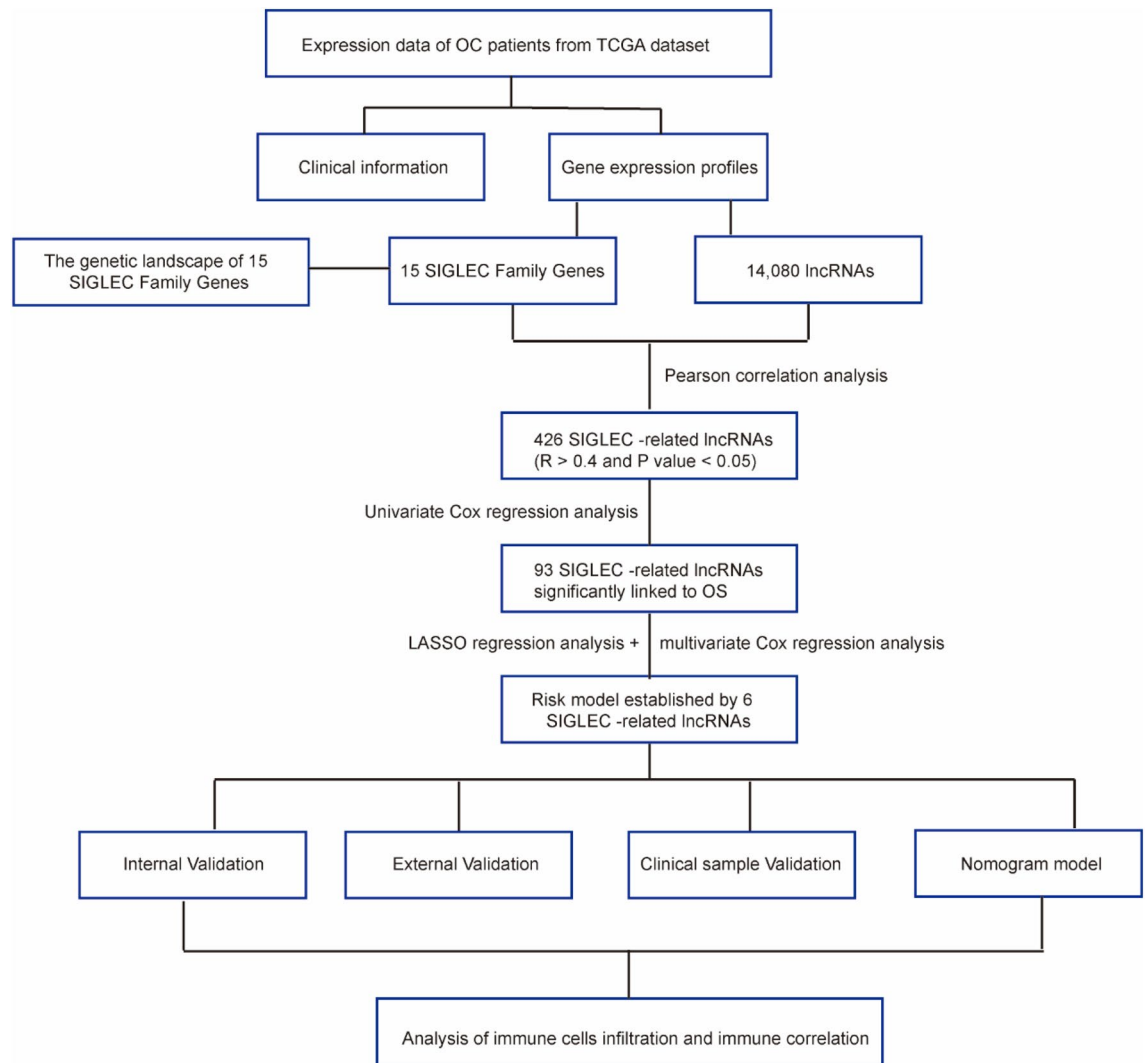 Expression data of OC patients from TCGA dataset
Clinical information
Gene expression profiles
The genetic landscape of 15
SIGLEC Family Genes
15 SIGLEC Family Genes
14,080 lncRNAs
Pearson correlation analysis
426 SIGLEC -related lncRNAs
(R > 0.4 and P value < 0.05)
Univariate Cox regression analysis
93 SIGLEC -related lncRNAs
significantly linked to OS
LASSO regression analysis + multivariate Cox regression analysis
Risk model established by 6
SIGLEC -related lncRNAs
Internal Validation
External Validation
Clinical sample Validation
Nomogram model
Analysis of immune cells infiltration and immune correlation